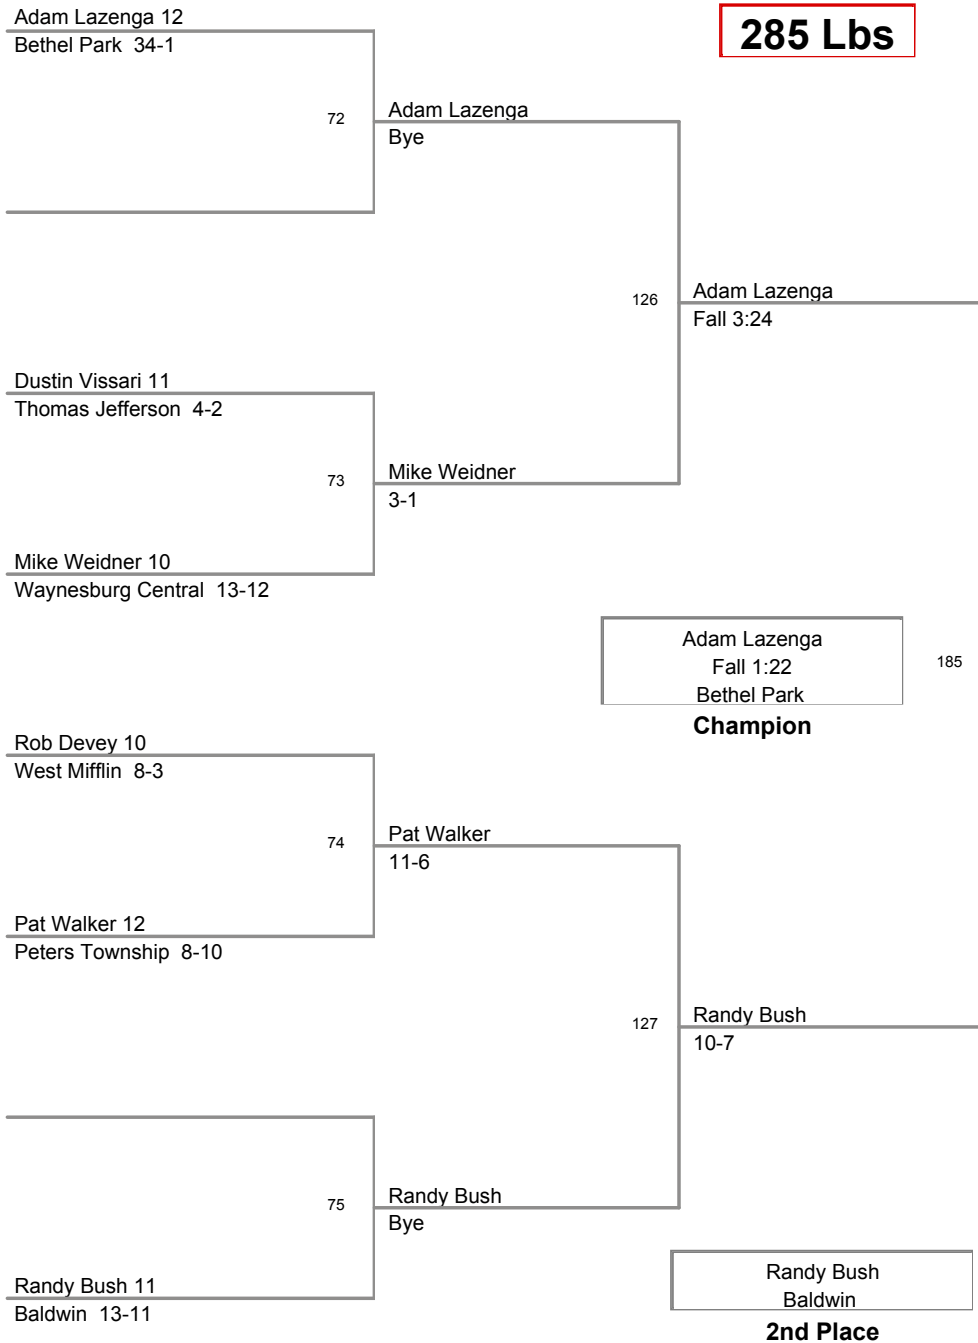 Adam Lazenga 12
Bethel Park 34-1
285 Lbs
72
Adam Lazenga
Bye
126
Adam Lazenga
Fall 3:24
Dustin Vissari 11
Thomas Jefferson 4-2
73
Mike Weidner
3-1
Mike Weidner 10
Waynesburg Central 13-12
Adam Lazenga
Fall 1:22
Bethel Park
185
Champion
Rob Devey 10
West Mifflin 8-3
74
Pat Walker
11-6
Pat Walker 12
Peters Township 8-10
127
Randy Bush
10-7
75
Randy Bush
Bye
Randy Bush 11
Baldwin 13-11
Randy Bush
Baldwin
2nd Place